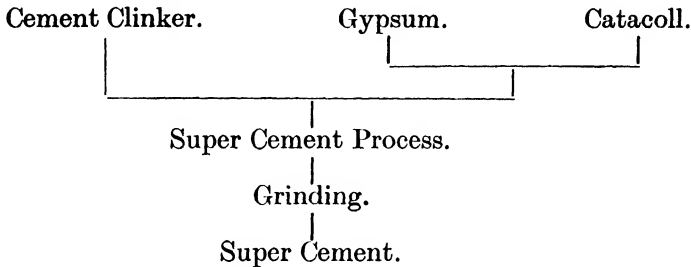 Cement Clinker. Gypsum. Catacoll.
Super Cement Process.
Grinding.
Super Cement.